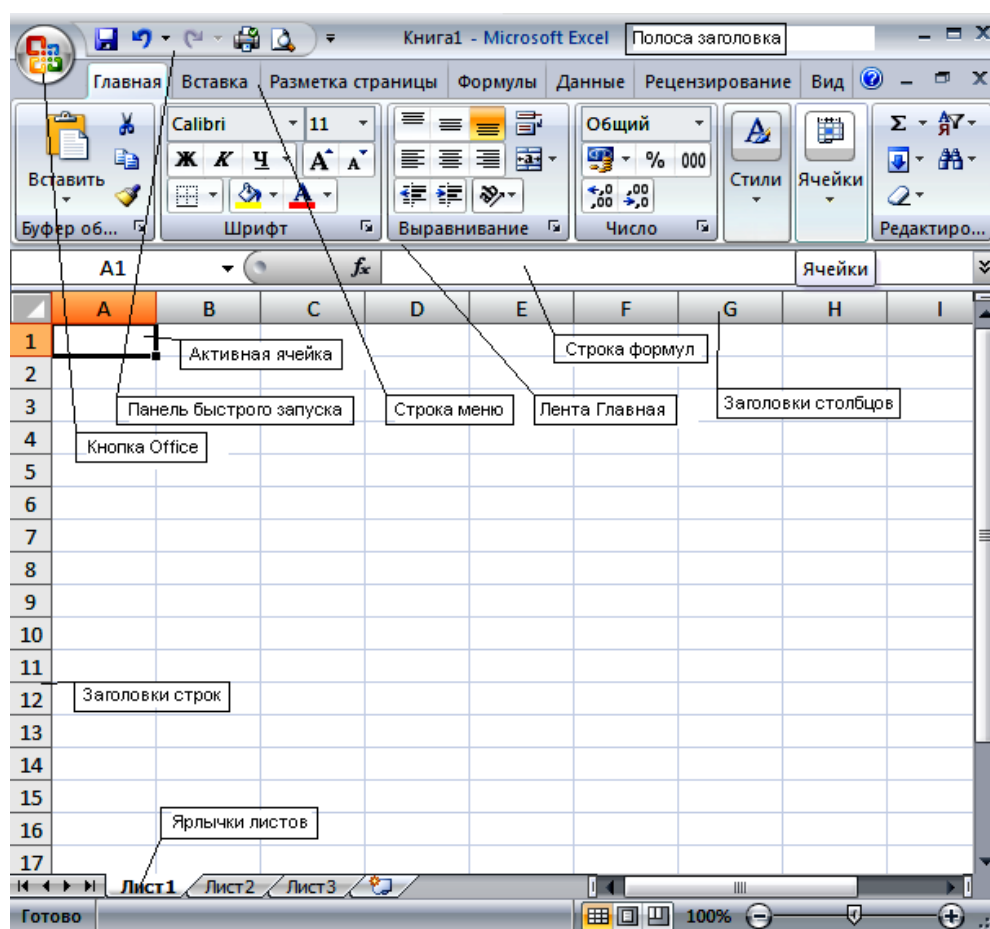 Книга1 - Microsoft Excel Полоса заголовка
Главная Вставка Разметка страницы Формулы Данные Рецензирование Вид
Calibri 11 Общий
Ж К Ч А А % 000
Вставить Стили Ячейки
Буфер об... Шрифт Выравнивание Число Редактиро...
A1 fx Ячейки
A B C D E F G H I
1
Активная ячейка Строка формул
2
3 Панель быстрого запуска Строка меню Лента Главная Заголовки столбцов
4 Кнопка Office
5
6
7
8
9
10
11
12 Заголовки строк
13
14
15
16 Ярлычки листов
17
Лист1 Лист2 Лист3
Готово 100%